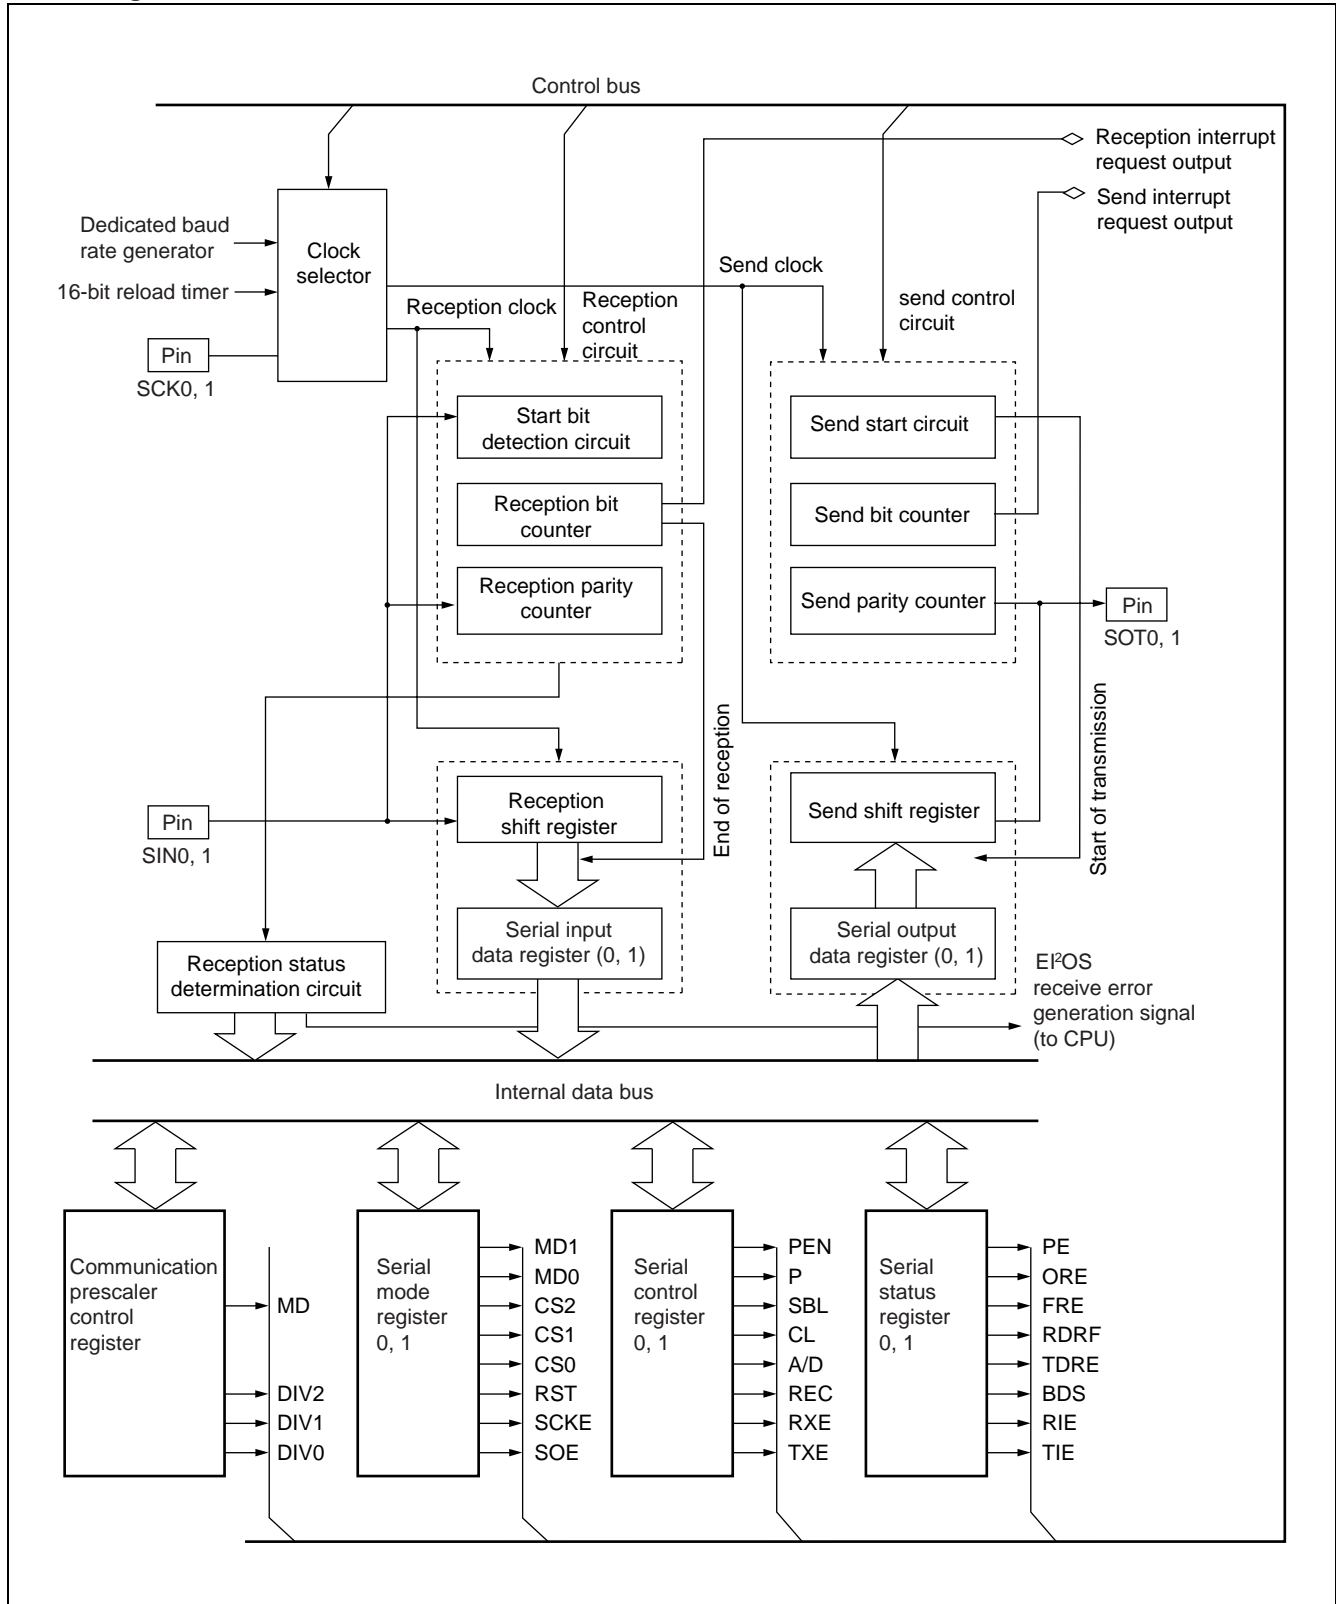 Control bus
Reception interrupt
request output
Send interrupt
request output
Dedicated baud
rate generator
Clock
selector
16-bit reload timer
Send clock
Reception clock
Reception
control
circuit
send control
circuit
Pin
SCK0, 1
Start bit
detection circuit
Send start circuit
Reception bit
counter
Send bit counter
Reception parity
counter
Send parity counter
Pin
SOT0, 1
End of reception
Start of transmission
Pin
SIN0, 1
Reception
shift register
Send shift register
Serial input
data register (0, 1)
Serial output
data register (0, 1)
Reception status
determination circuit
EI²OS
receive error
generation signal
(to CPU)
Internal data bus
Communication
prescaler
control
register
MD
DIV2
DIV1
DIV0
Serial
mode
register
0, 1
MD1
MD0
CS2
CS1
CS0
RST
SCKE
SOE
Serial
control
register
0, 1
PEN
P
SBL
CL
A/D
REC
RXE
TXE
Serial
status
register
0, 1
PE
ORE
FRE
RDRF
TDRE
BDS
RIE
TIE